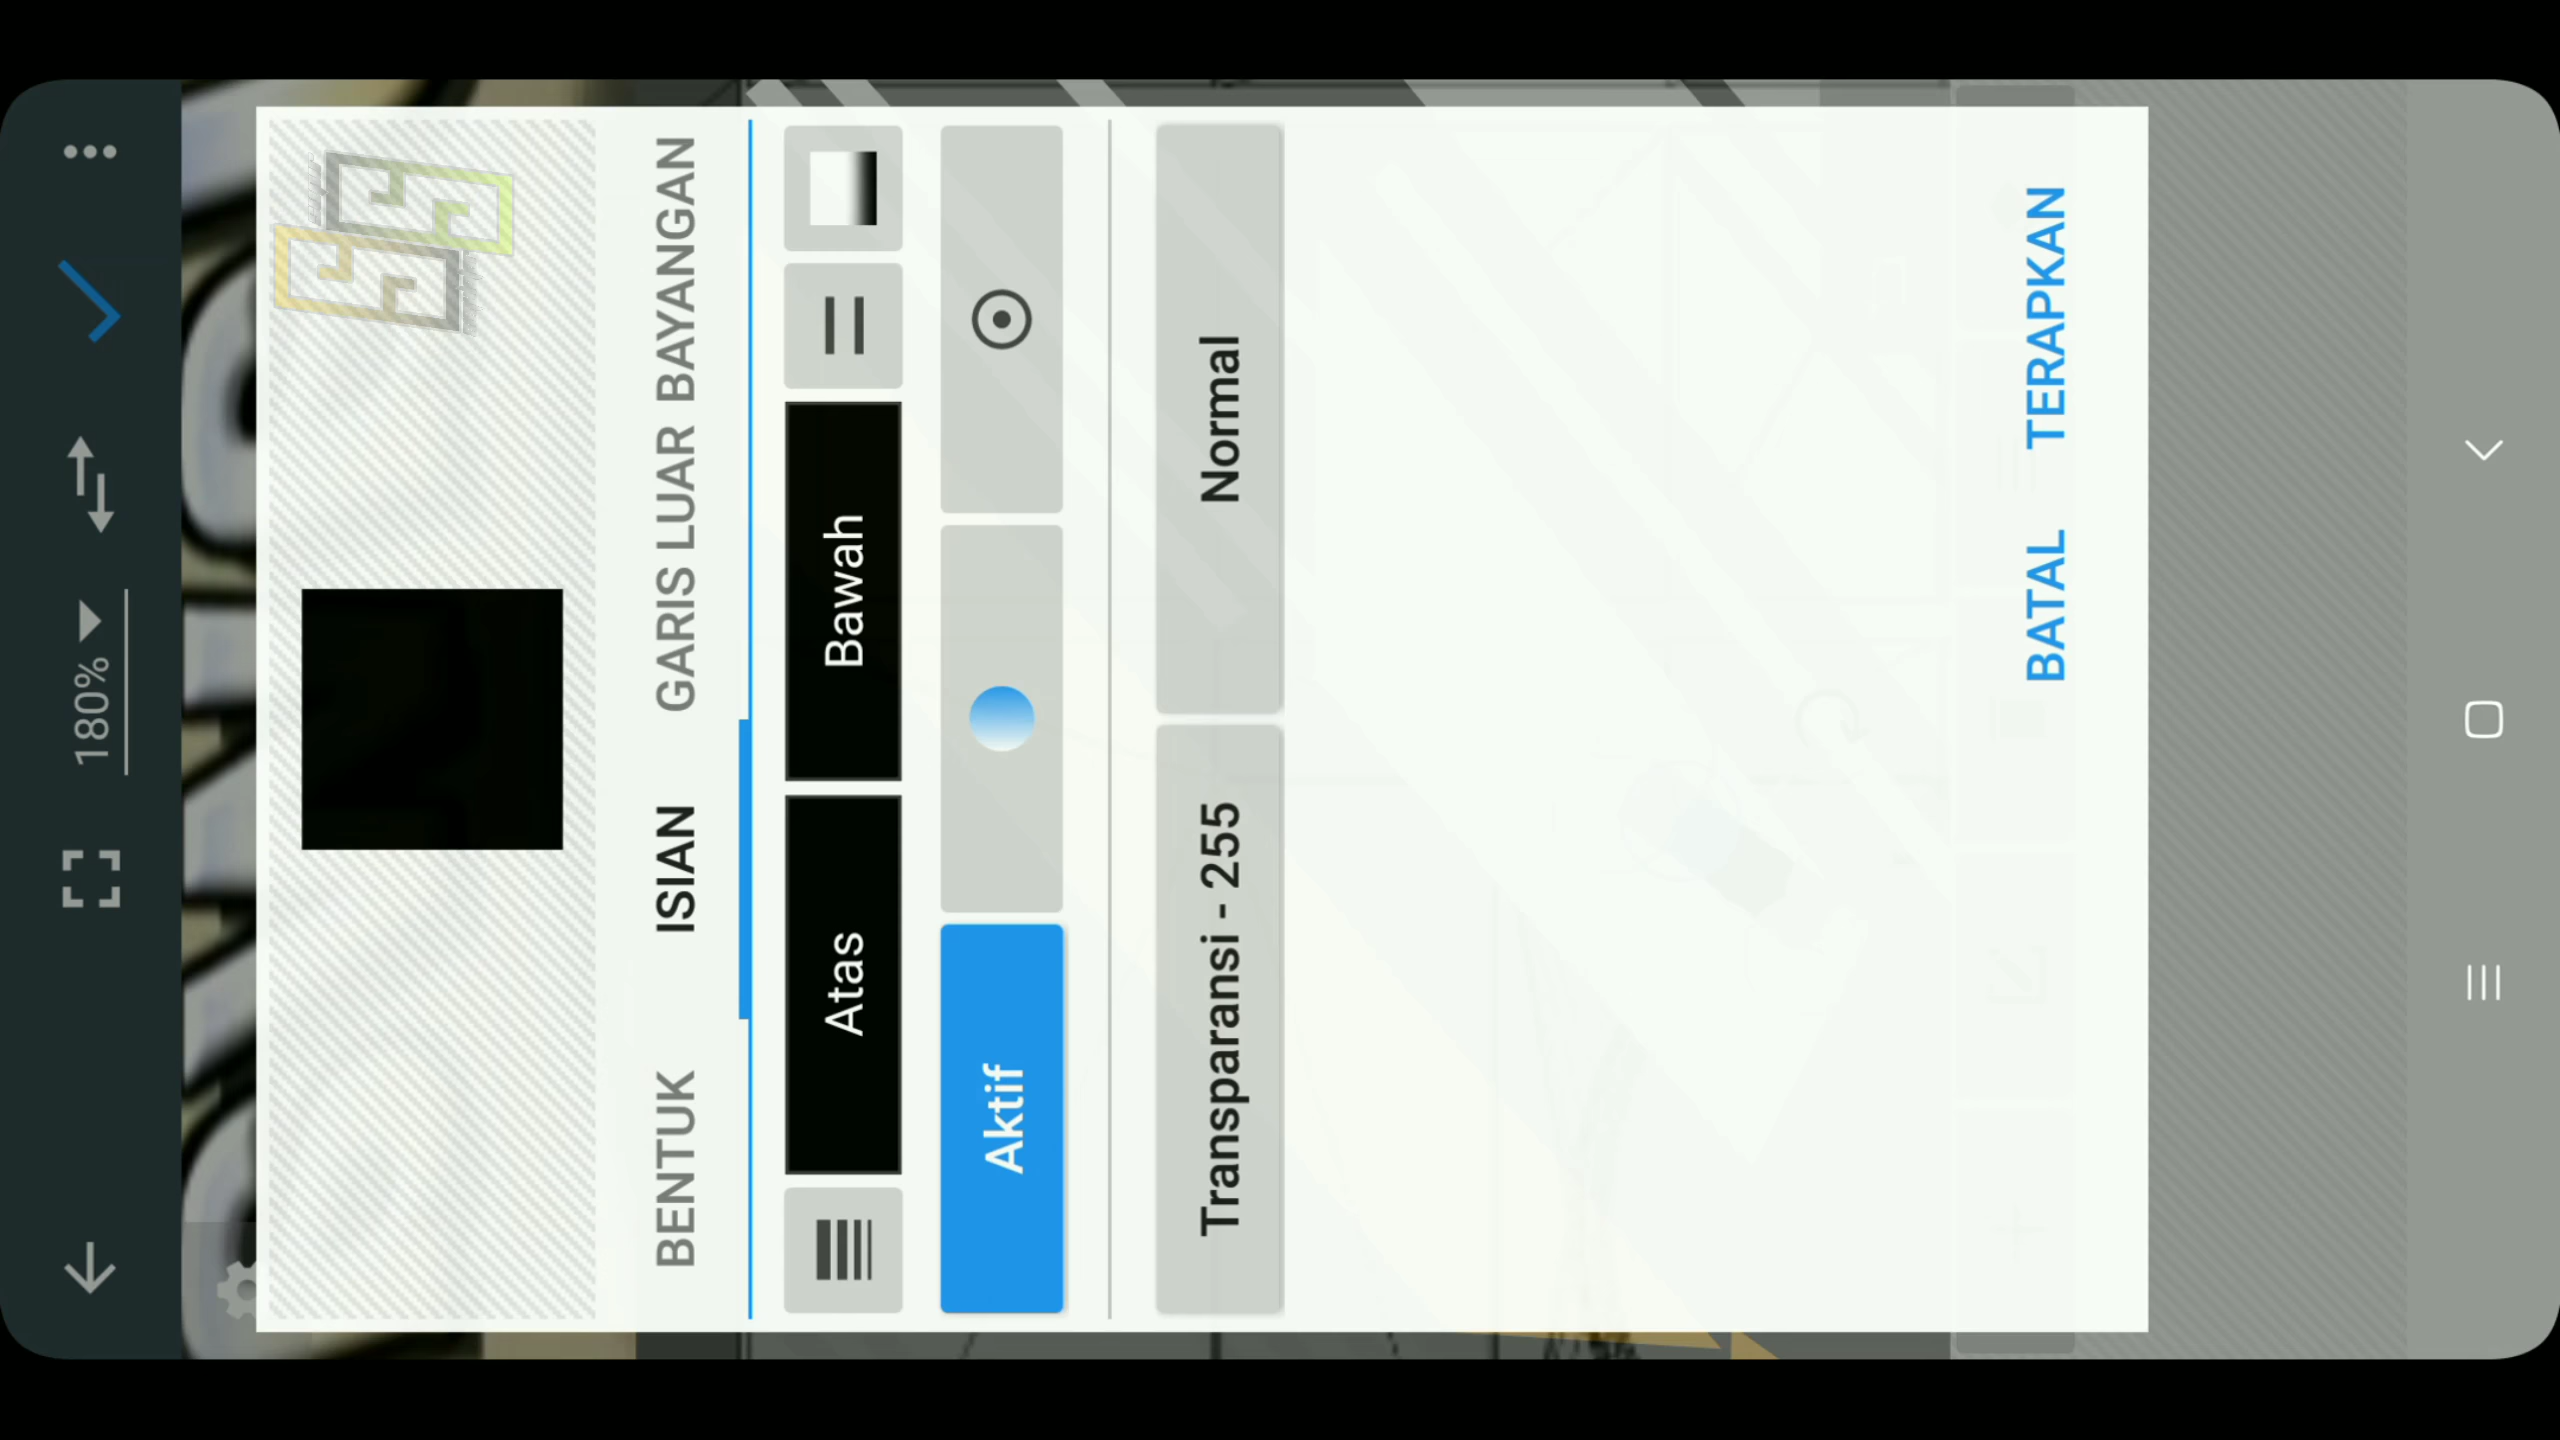 180%
BENTUK ISIAN GARIS LUAR BAYANGAN
Atas Bawah
Aktif
Transparansi - 255 Normal
BATAL TERAPKAN